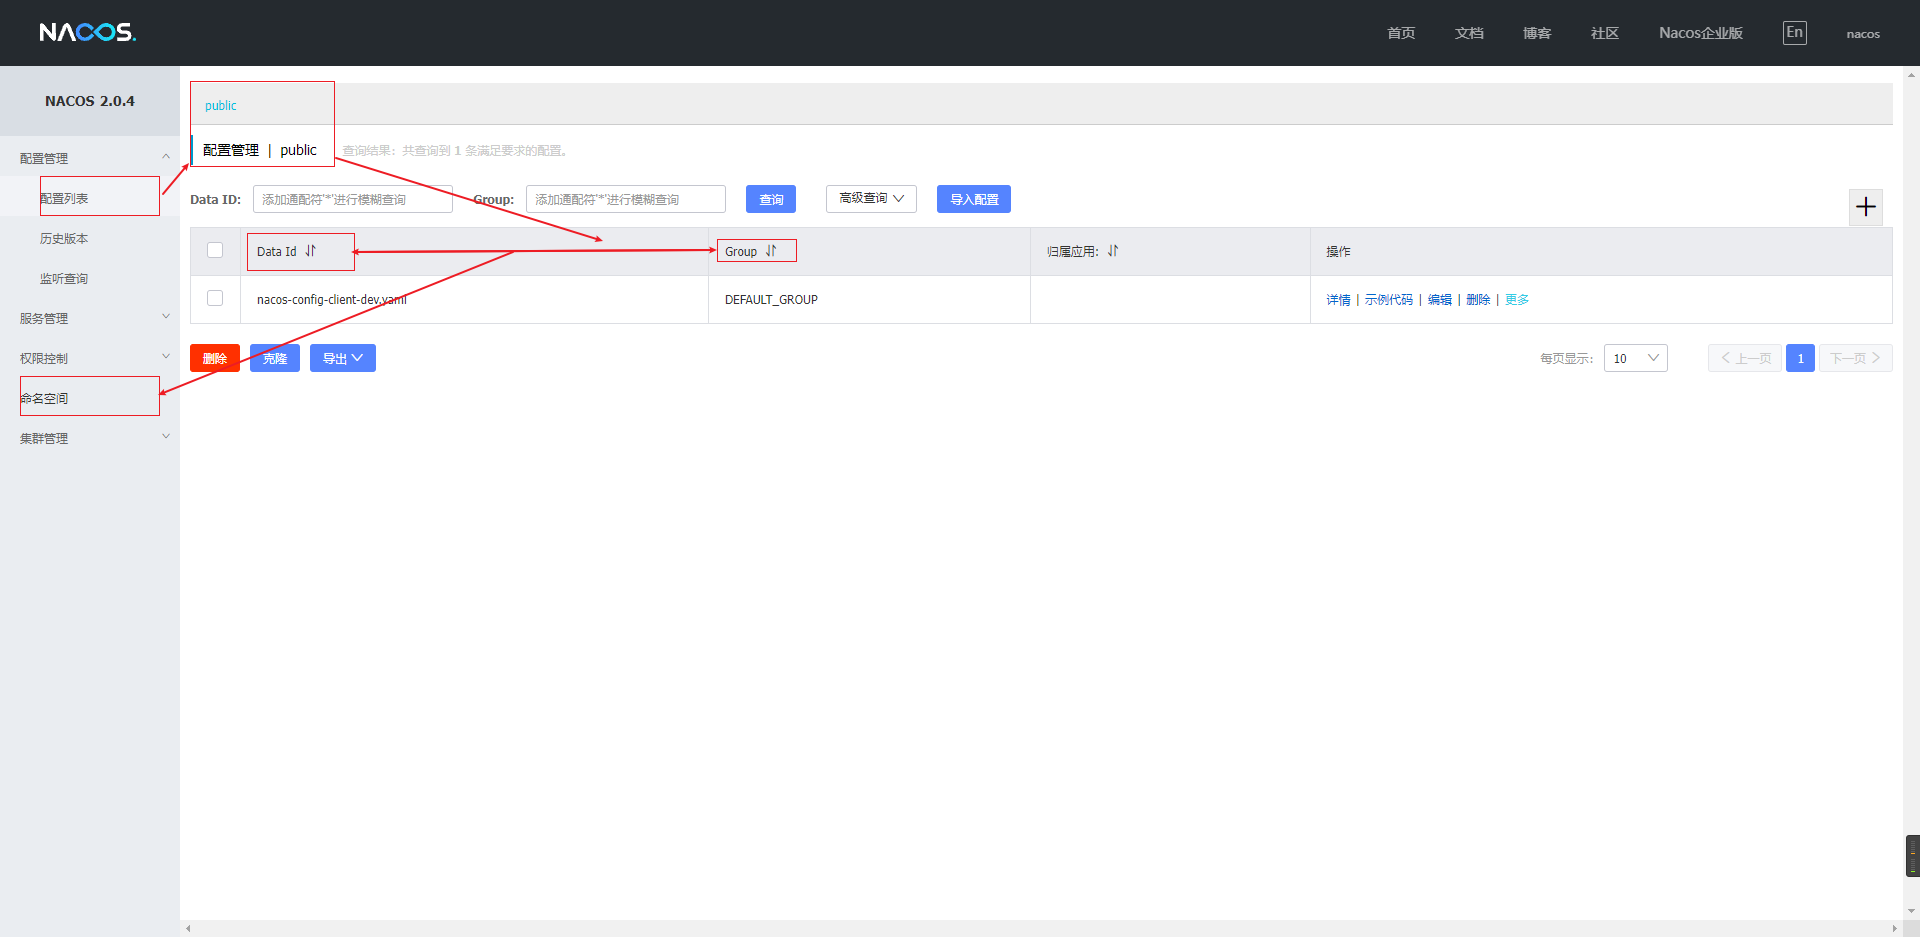 NACOS.
首页 文档 博客 社区 Nacos企业版 En nacos
NACOS 2.0.4
配置管理
配置列表
历史版本
监听查询
服务管理
权限控制
命名空间
集群管理
public
配置管理 | public 查询结果：共查询到 1 条满足要求的配置。
Data ID: 添加通配符'*'进行模糊查询 Group: 添加通配符'*'进行模糊查询 查询 高级查询 导入配置
Data Id Group 归属应用: 操作
nacos-config-client-dev.yaml DEFAULT_GROUP 详情 | 示例代码 | 编辑 | 删除 | 更多
删除 克隆 导出 每页显示: 10 上一页 1 下一页